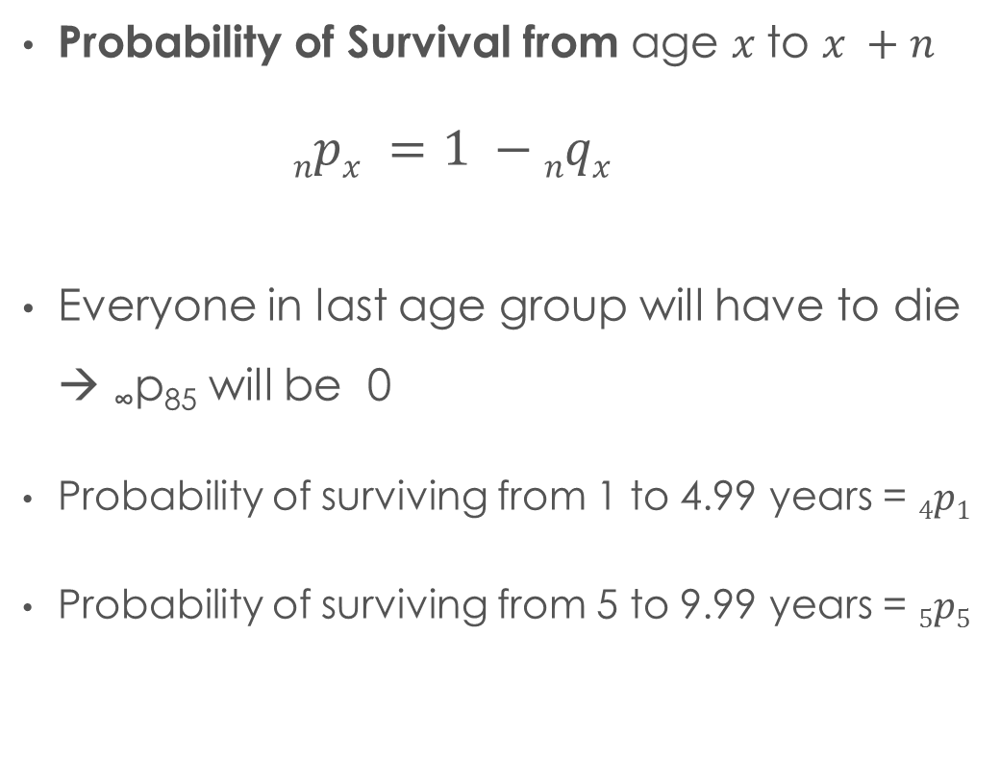 • Probability of Survival from age 𝑥 to 𝑥 + 𝑛
ₙ𝑝ₓ = 1 − ₙ𝑞ₓ
• Everyone in last age group will have to die
→ ∞p₈₅ will be 0
• Probability of surviving from 1 to 4.99 years = ₄𝑝₁
• Probability of surviving from 5 to 9.99 years = ₅𝑝₅